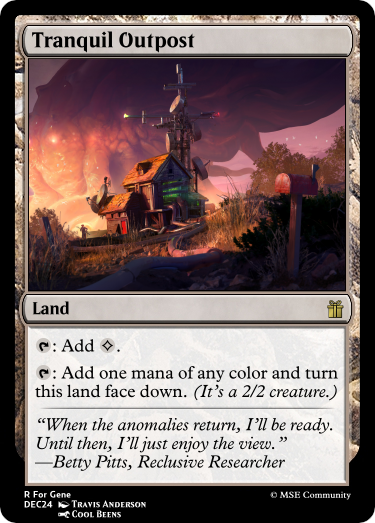 Tranquil Outpost
Land
: Add .
: Add one mana of any color and turn
this land face down. (It's a 2/2 creature.)
“When the anomalies return, I'll be ready.
Until then, I'll just enjoy the view.”
—Betty Pitts, Reclusive Researcher
R For Gene
DEC24 Travis Anderson
Cool Beens
© MSE Community